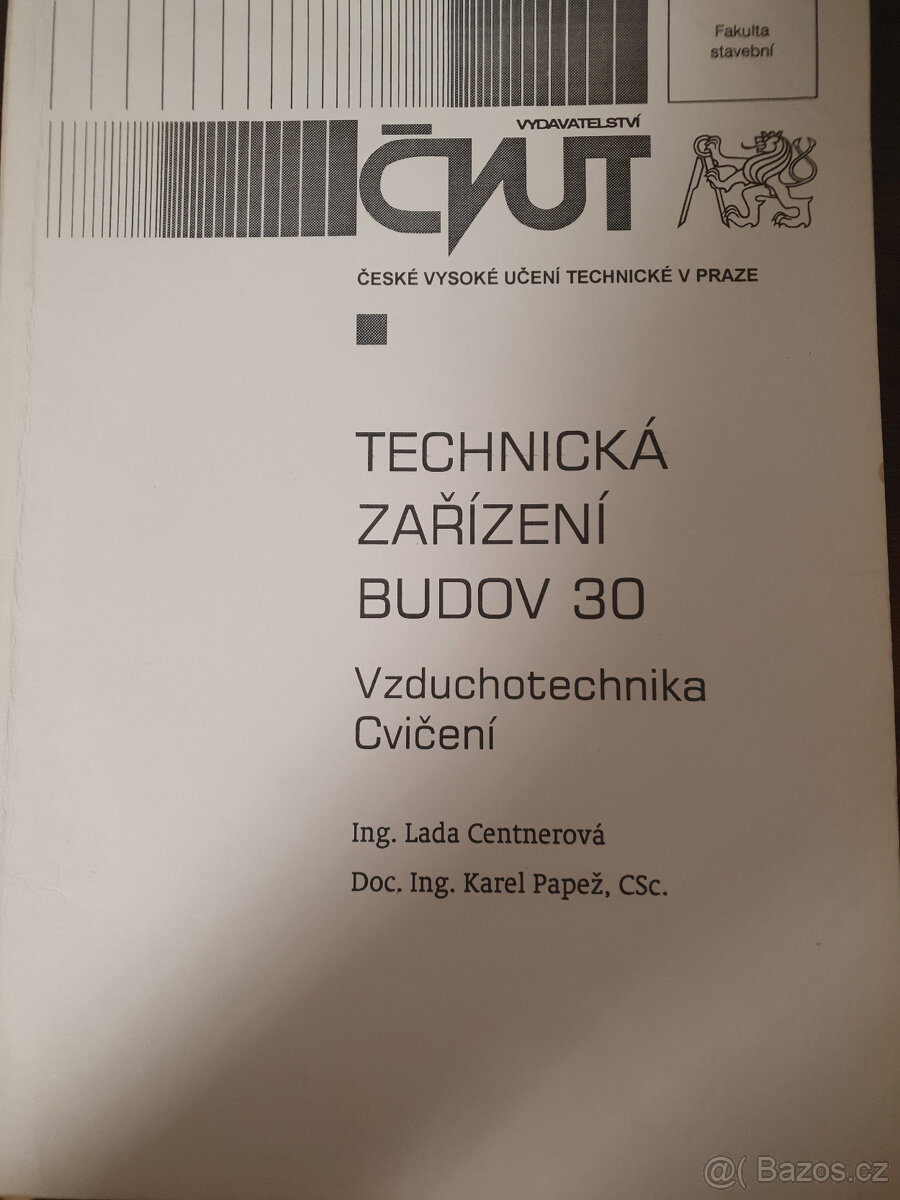 Fakulta
stavební
VYDAVATELSTVÍ
ČVUT
ČESKÉ VYSOKÉ UČENÍ TECHNICKÉ V PRAZE
TECHNICKÁ
ZAŘÍZENÍ
BUDOV 30
Vzduchotechnika
Cvičení
Ing. Lada Centnerová
Doc. Ing. Karel Papež, CSc.
@( Bazos.cz